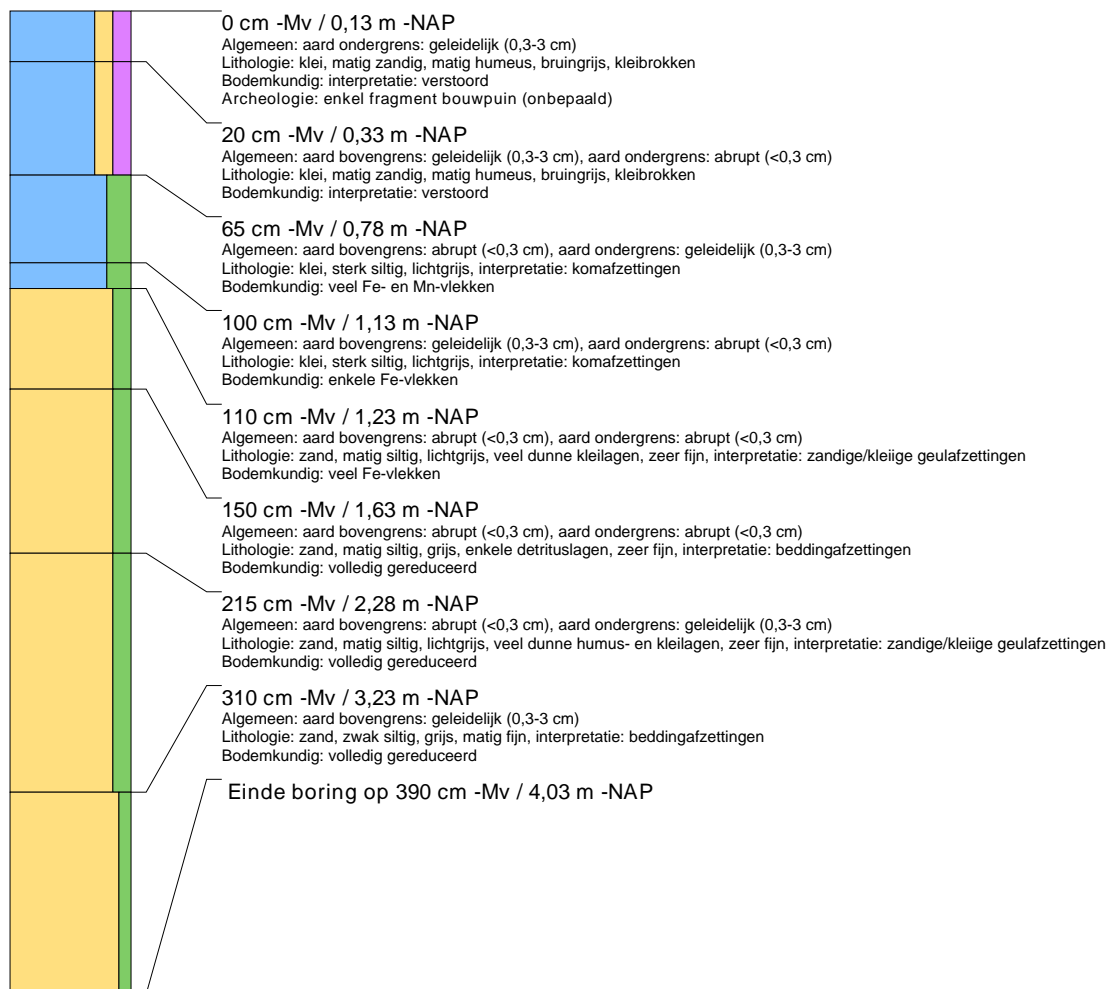 0 cm -Mv / 0,13 m -NAP
Algemeen: aard ondergrens: geleidelijk (0,3-3 cm)
Lithologie: klei, matig zandig, matig humeus, bruingrijs, kleibrokken
Bodemkundig: interpretatie: verstoord
Archeologie: enkel fragment bouwpuin (onbepaald)
20 cm -Mv / 0,33 m -NAP
Algemeen: aard bovengrens: geleidelijk (0,3-3 cm), aard ondergrens: abrupt (<0,3 cm)
Lithologie: klei, matig zandig, matig humeus, bruingrijs, kleibrokken
Bodemkundig: interpretatie: verstoord
65 cm -Mv / 0,78 m -NAP
Algemeen: aard bovengrens: abrupt (<0,3 cm), aard ondergrens: geleidelijk (0,3-3 cm)
Lithologie: klei, sterk siltig, lichtgrijs, interpretatie: komafzettingen
Bodemkundig: veel Fe- en Mn-vlekken
100 cm -Mv / 1,13 m -NAP
Algemeen: aard bovengrens: geleidelijk (0,3-3 cm), aard ondergrens: abrupt (<0,3 cm)
Lithologie: klei, sterk siltig, lichtgrijs, interpretatie: komafzettingen
Bodemkundig: enkele Fe-vlekken
110 cm -Mv / 1,23 m -NAP
Algemeen: aard bovengrens: abrupt (<0,3 cm), aard ondergrens: abrupt (<0,3 cm)
Lithologie: zand, matig siltig, lichtgrijs, veel dunne kleilagen, zeer fijn, interpretatie: zandige/kleiige geulafzettingen
Bodemkundig: veel Fe-vlekken
150 cm -Mv / 1,63 m -NAP
Algemeen: aard bovengrens: abrupt (<0,3 cm), aard ondergrens: abrupt (<0,3 cm)
Lithologie: zand, matig siltig, grijs, enkele detrituslagen, zeer fijn, interpretatie: beddingafzettingen
Bodemkundig: volledig gereduceerd
215 cm -Mv / 2,28 m -NAP
Algemeen: aard bovengrens: abrupt (<0,3 cm), aard ondergrens: geleidelijk (0,3-3 cm)
Lithologie: zand, matig siltig, lichtgrijs, veel dunne humus- en kleilagen, zeer fijn, interpretatie: zandige/kleiige geulafzettingen
Bodemkundig: volledig gereduceerd
310 cm -Mv / 3,23 m -NAP
Algemeen: aard bovengrens: geleidelijk (0,3-3 cm)
Lithologie: zand, zwak siltig, grijs, matig fijn, interpretatie: beddingafzettingen
Bodemkundig: volledig gereduceerd
Einde boring op 390 cm -Mv / 4,03 m -NAP